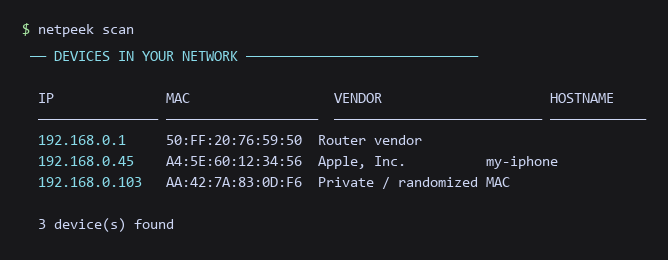 $ netpeek scan
── DEVICES IN YOUR NETWORK ─────────────────────────────
IP MAC VENDOR HOSTNAME
192.168.0.1 50:FF:20:76:59:50 Router vendor
192.168.0.45 A4:5E:60:12:34:56 Apple, Inc. my-iphone
192.168.0.103 AA:42:7A:83:0D:F6 Private / randomized MAC
3 device(s) found